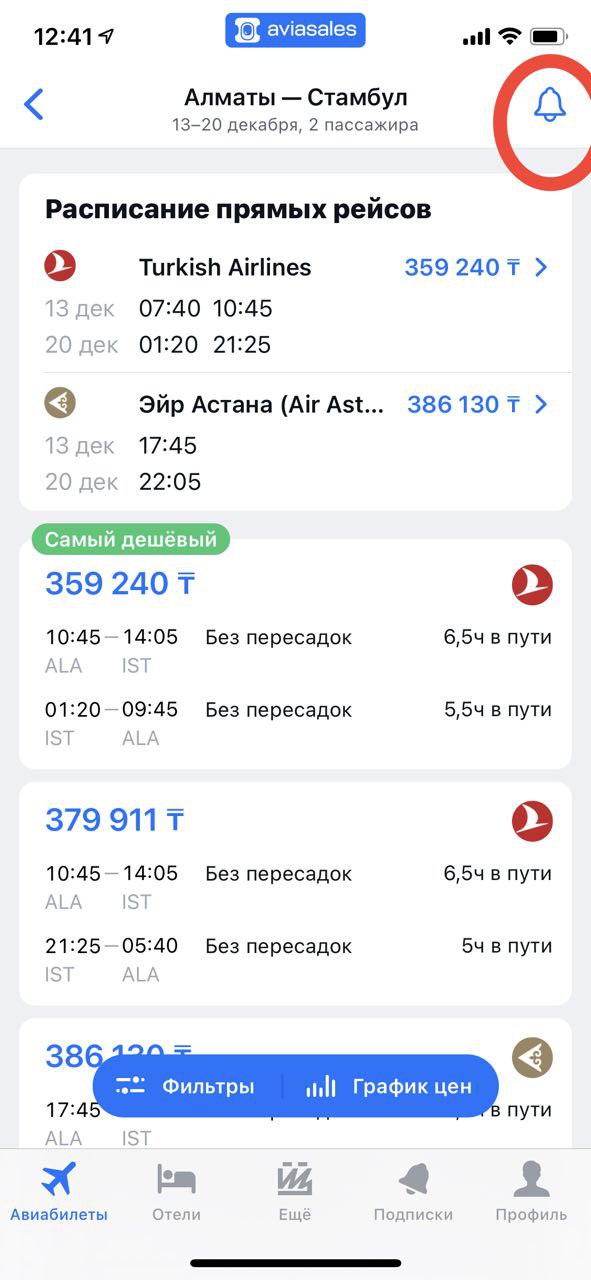 12:41
aviasales
Алматы — Стамбул
13–20 декабря, 2 пассажира
Расписание прямых рейсов
Turkish Airlines 359 240 ₸
13 дек 07:40 10:45
20 дек 01:20 21:25
Эйр Астана (Air Ast... 386 130 ₸
13 дек 17:45
20 дек 22:05
Самый дешёвый
359 240 ₸
10:45 – 14:05 Без пересадок 6,5ч в пути
ALA IST
01:20 – 09:45 Без пересадок 5,5ч в пути
IST ALA
379 911 ₸
10:45 – 14:05 Без пересадок 6,5ч в пути
ALA IST
21:25 – 05:40 Без пересадок 5ч в пути
IST ALA
386 130 ₸
Фильтры График цен
17:45 в пути
ALA IST
Авиабилеты Отели Ещё Подписки Профиль